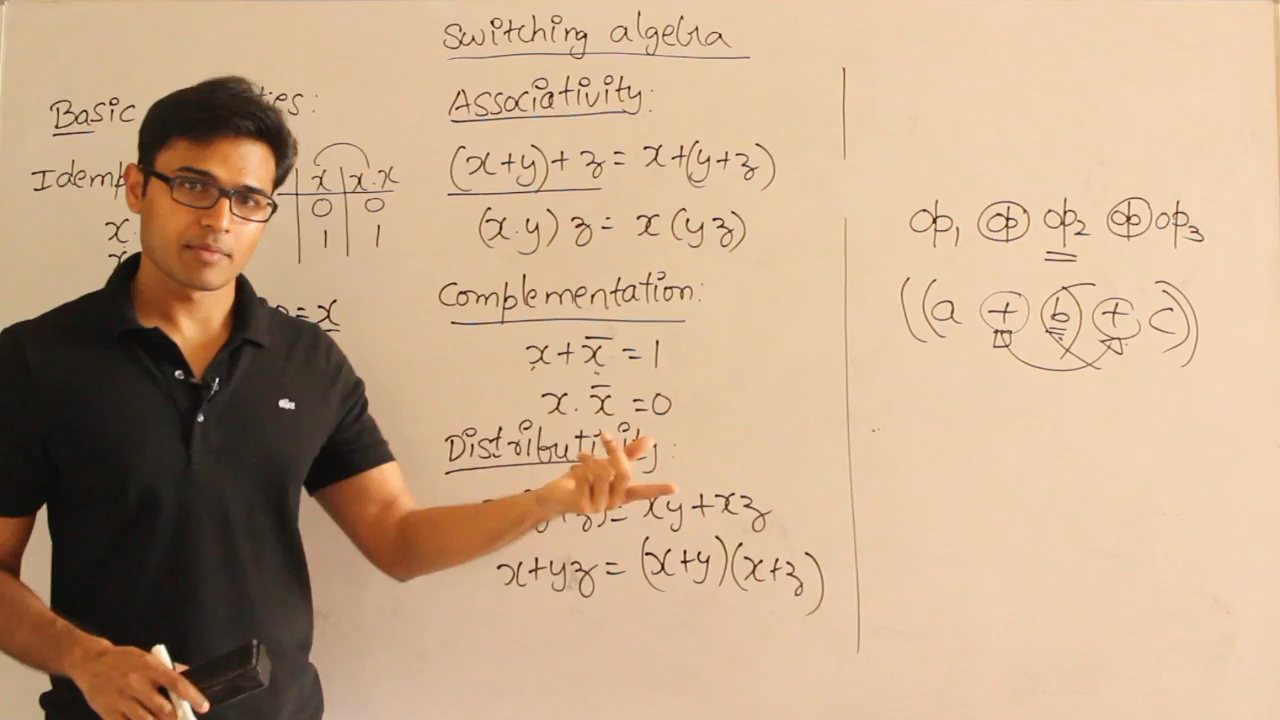 Switching algebra
Basic
Idemp
x | x.x
0 | 0
1 | 1
x.
=x
Associativity:
(x+y)+z = x+(y+z)
(x.y) z = x (yz)
Complementation:
x + x̅ = 1
x . x̅ = 0
Distributivity:
= xy+xz
x+yz = (x+y)(x+z)
op₁ op op₂ op op₃
((a + b) + c)